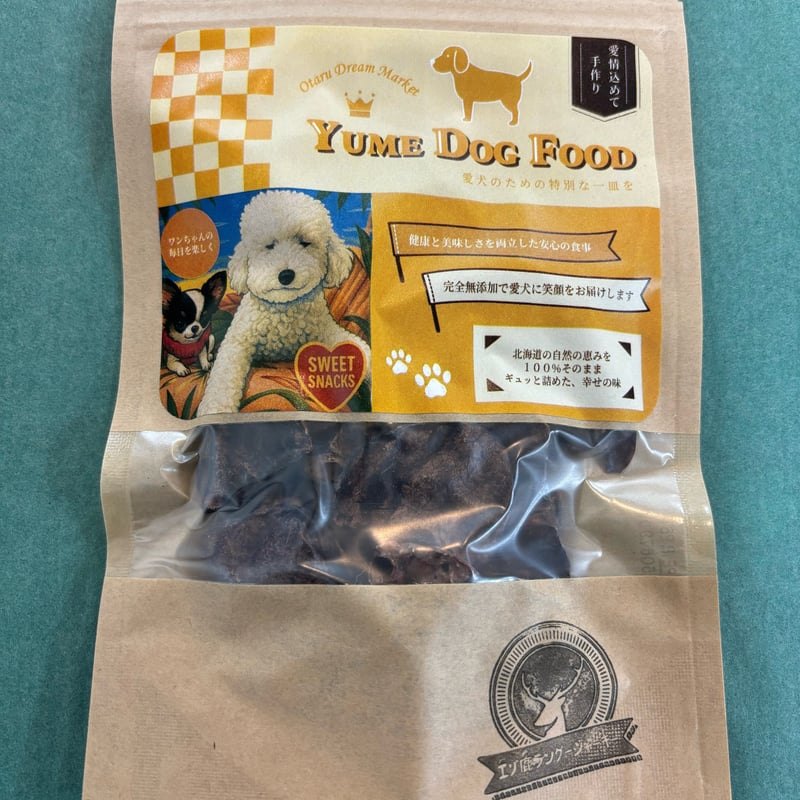 Otaru Dream Market
愛情込めて
手作り
YUME DOG FOOD
愛犬のための特別な一皿を
ワンちゃんの
毎日を楽しく
健康と美味しさを両立した安心の食事
完全無添加で愛犬に笑顔をお届けします
SWEET
SNACKS
北海道の自然の恵みを
100%そのまま
ギュッと詰めた、幸せの味
エゾ鹿ラングージャーキー